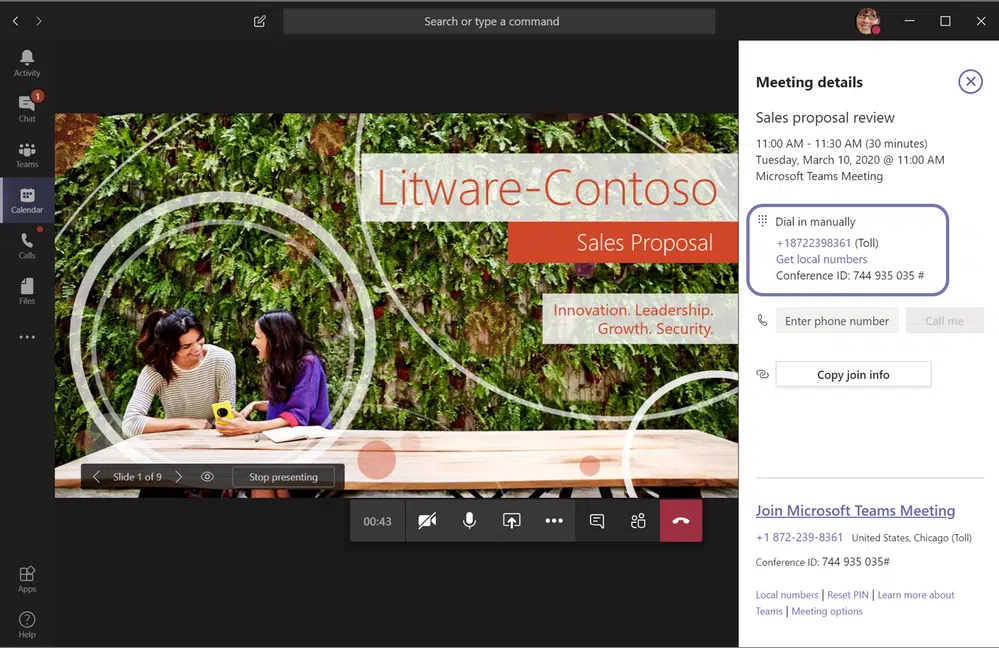 Search or type a command
Activity
1
Chat
Teams
Calendar
Calls
Files
Apps
Help
Litware-Contoso
Sales Proposal
Innovation. Leadership.
Growth. Security.
Slide 1 of 9
Stop presenting
00:43
Meeting details
Sales proposal review
11:00 AM - 11:30 AM (30 minutes)
Tuesday, March 10, 2020 @ 11:00 AM
Microsoft Teams Meeting
Dial in manually
+18722398361 (Toll)
Get local numbers
Conference ID: 744 935 035 #
Enter phone number Call me
Copy join info
Join Microsoft Teams Meeting
+1 872-239-8361 United States, Chicago (Toll)
Conference ID: 744 935 035#
Local numbers | Reset PIN | Learn more about
Teams | Meeting options